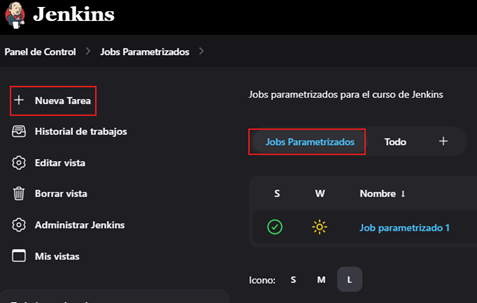 Jenkins
Panel de Control > Jobs Parametrizados >
+ Nueva Tarea
Historial de trabajos
Editar vista
Borrar vista
Administrar Jenkins
Mis vistas
Jobs parametrizados para el curso de Jenkins
Jobs Parametrizados Todo +
S W Nombre ↓
Job parametrizado 1
Icono: S M L